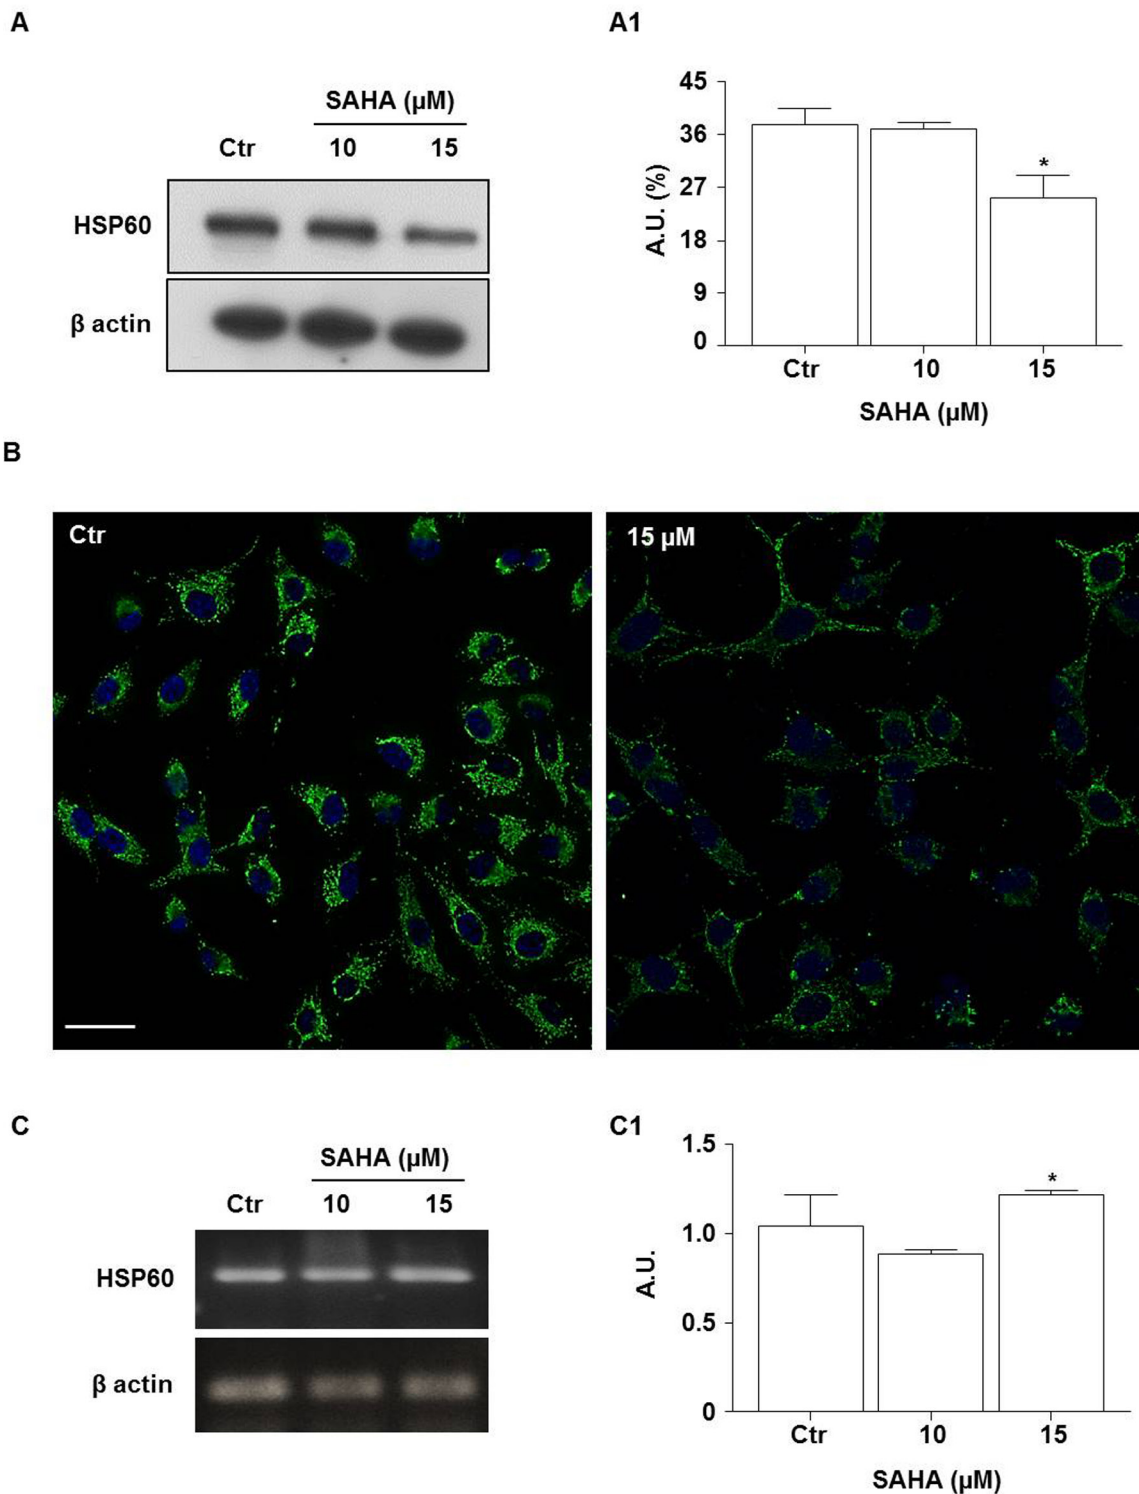 A
SAHA (µM)
Ctr 10 15
HSP60
β actin
A1
45
36
27
18
9
0
A.U. (%)
*
Ctr 10 15
SAHA (µM)
B
Ctr
15 µM
C
SAHA (µM)
Ctr 10 15
HSP60
β actin
C1
1.5
1.0
0.5
0
A.U.
*
Ctr 10 15
SAHA (µM)